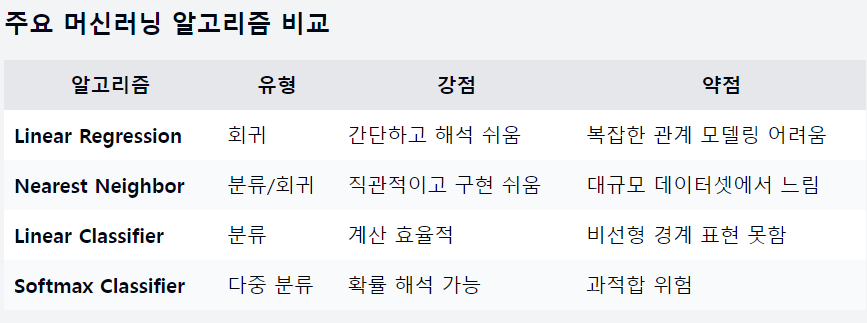 주요 머신러닝 알고리즘 비교
알고리즘 유형 강점 약점
Linear Regression 회귀 간단하고 해석 쉬움 복잡한 관계 모델링 어려움
Nearest Neighbor 분류/회귀 직관적이고 구현 쉬움 대규모 데이터셋에서 느림
Linear Classifier 분류 계산 효율적 비선형 경계 표현 못함
Softmax Classifier 다중 분류 확률 해석 가능 과적합 위험